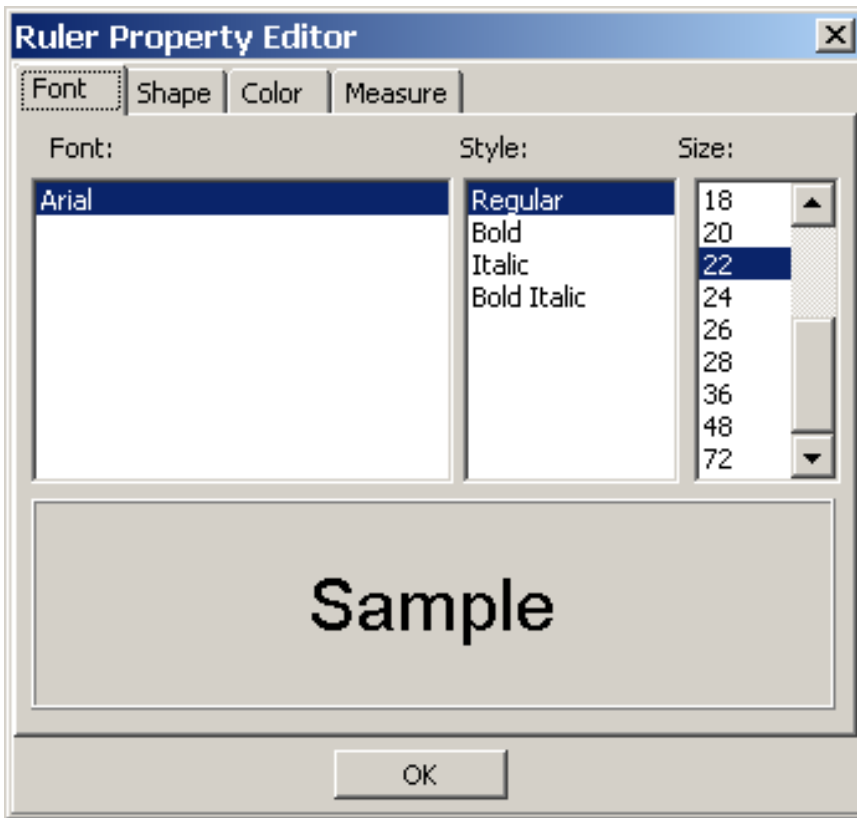 Ruler Property Editor
Font Shape Color Measure
Font: Style: Size:
Arial
Regular
Bold
Italic
Bold Italic
18
20
22
24
26
28
36
48
72
Sample
OK